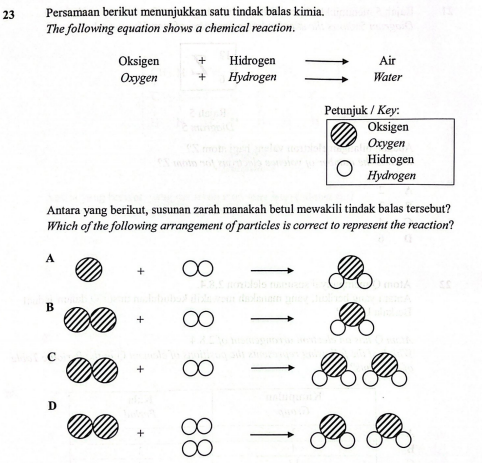 23 Persamaan berikut menunjukkan satu tindak balas kimia.
The following equation shows a chemical reaction.
Oksigen + Hidrogen ⟶ Air
Oxygen + Hydrogen ⟶ Water
Petunjuk / Key:
Oksigen
Oxygen
Hidrogen
Hydrogen
Antara yang berikut, susunan zarah manakah betul mewakili tindak balas tersebut?
Which of the following arrangement of particles is correct to represent the reaction?
A + ⟶
B + ⟶
C + ⟶
D + ⟶